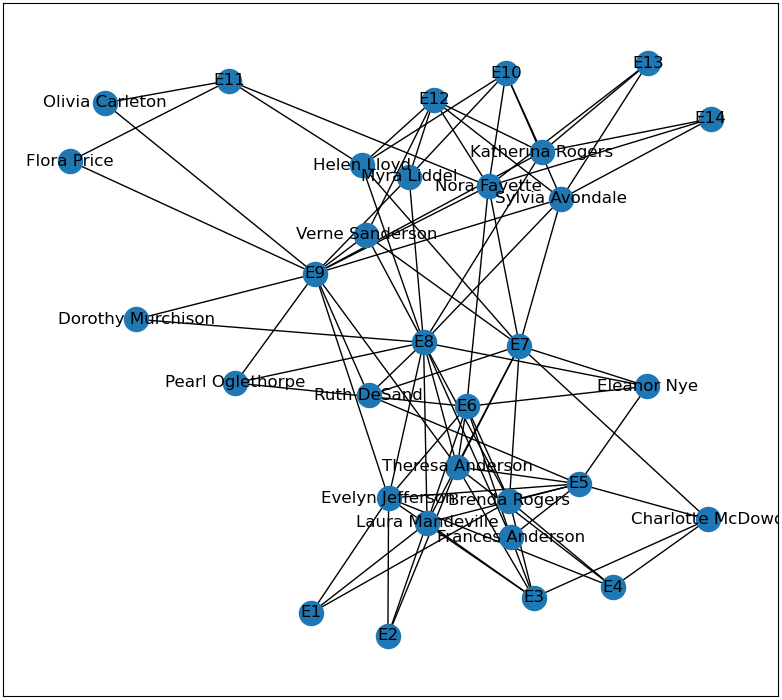 E13
E10
E11
E12
Olivia Carleton
E14
Katherina Rogers
Flora Price
Helen Lloyd
Myra Liddel
Nora Fayette
Sylvia Avondale
Verne Sanderson
E9
Dorothy Murchison
E8
E7
Pearl Oglethorpe
Eleanor Nye
Ruth DeSand
E6
Theresa Anderson
E5
Evelyn Jefferson
Brenda Rogers
Charlotte McDowd
Laura Mandeville
Frances Anderson
E4
E3
E1
E2